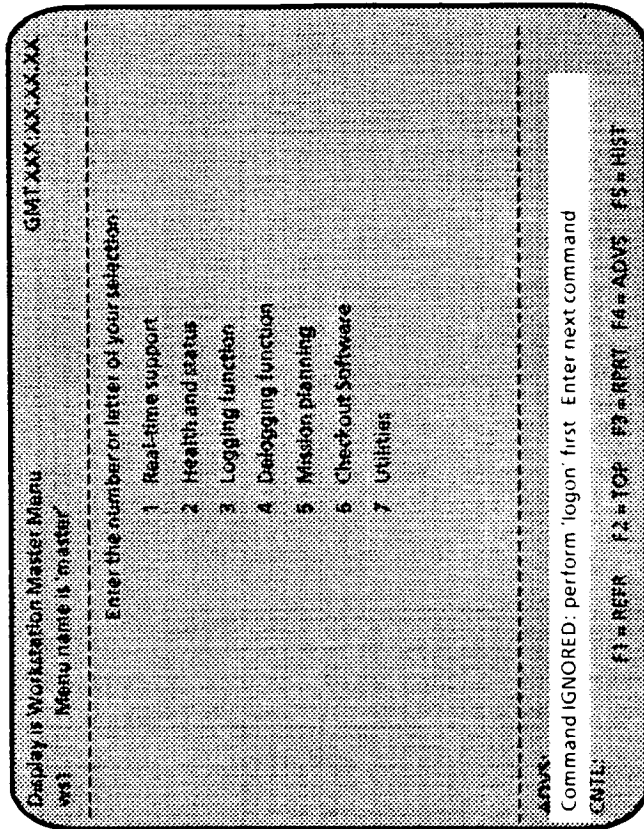 Display is Workstation Master Menu GMT XXX:XX:XX:XX.XX
ws1 Menu name is 'master'
Enter the number or letter of your selection:
1 Real-time support
2 Health and status
3 Logging function
4 Delogging function
5 Mission planning
6 Checkout Software
7 Utilities
ADVS:
Command IGNORED: perform 'logon' first Enter next command
CNTL:
F1 = REFR F2 = TOP F3 = RPRT F4 = ADVS F5 = HIST